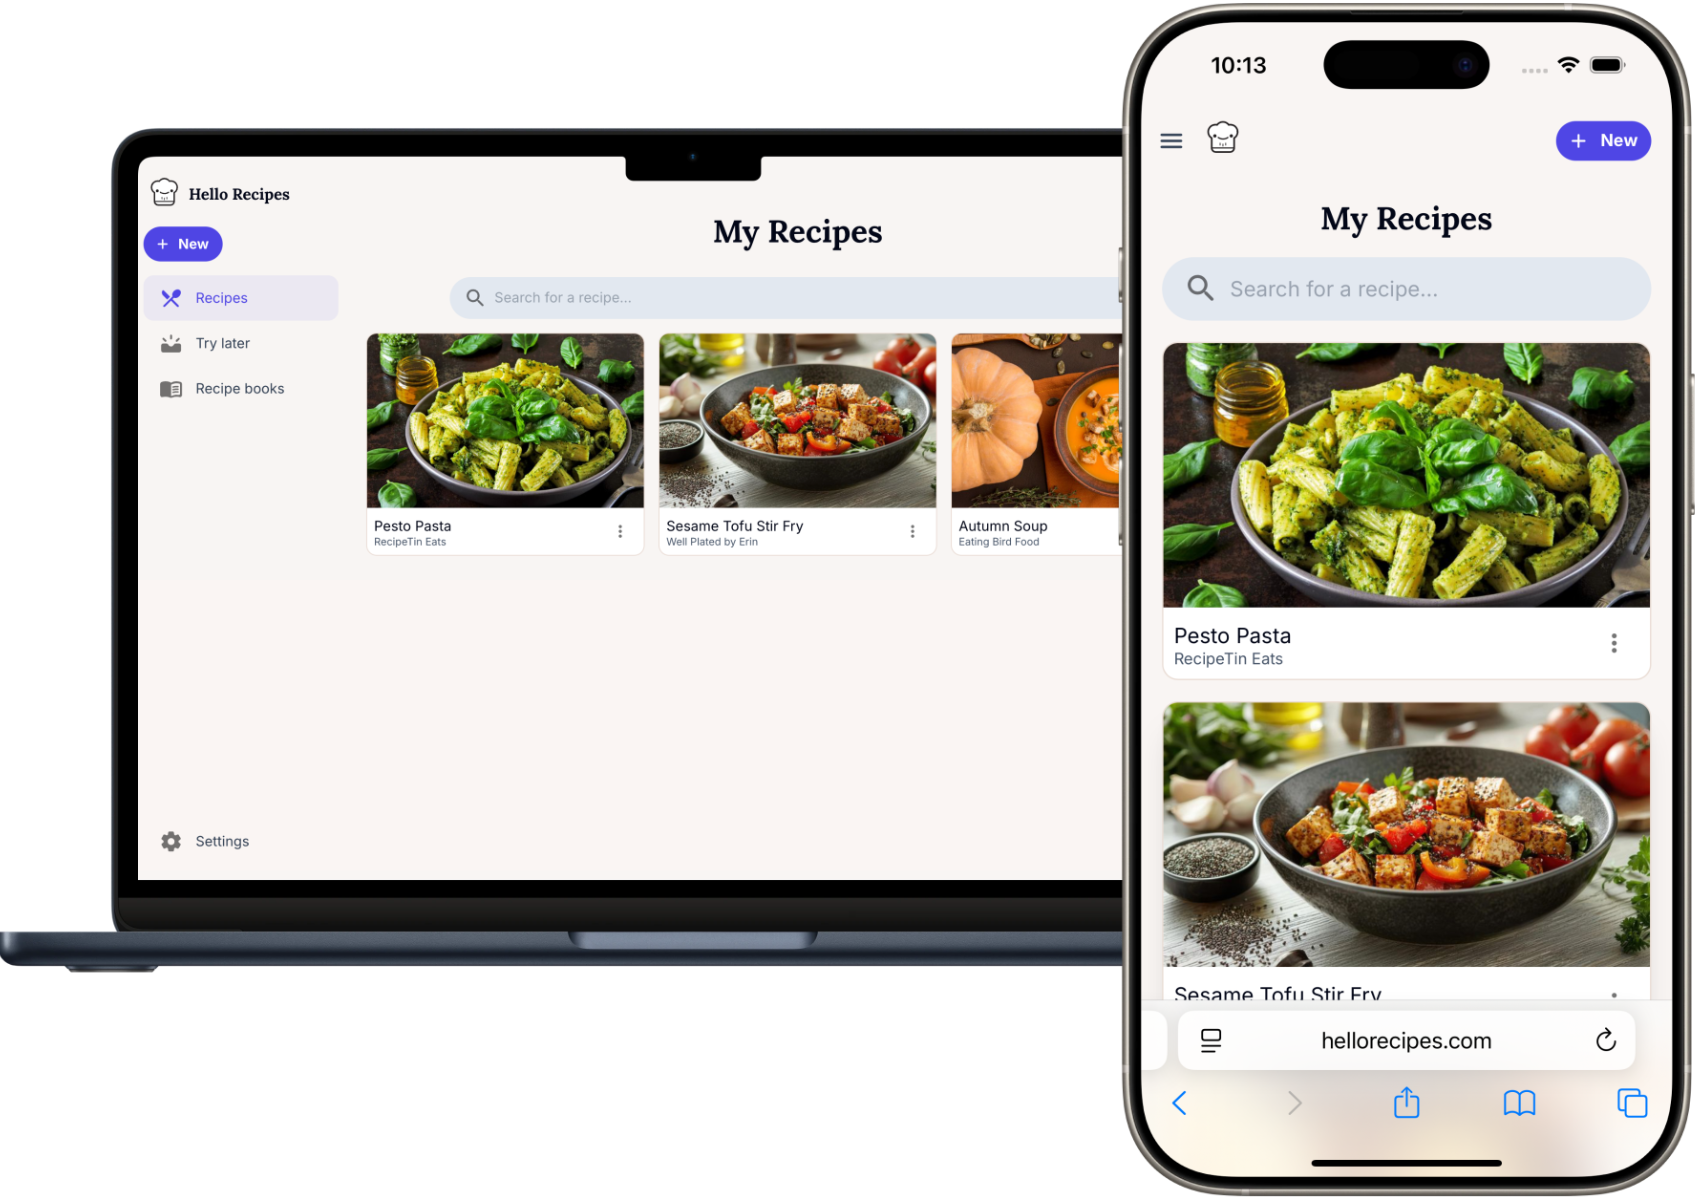 Hello Recipes
+ New
Recipes
Try later
Recipe books
Settings
My Recipes
Search for a recipe...
Pesto Pasta
RecipeTin Eats
Sesame Tofu Stir Fry
Well Plated by Erin
Autumn Soup
Eating Bird Food
10:13
+ New
My Recipes
Search for a recipe...
Pesto Pasta
RecipeTin Eats
Sesame Tofu Stir Fry
hellorecipes.com